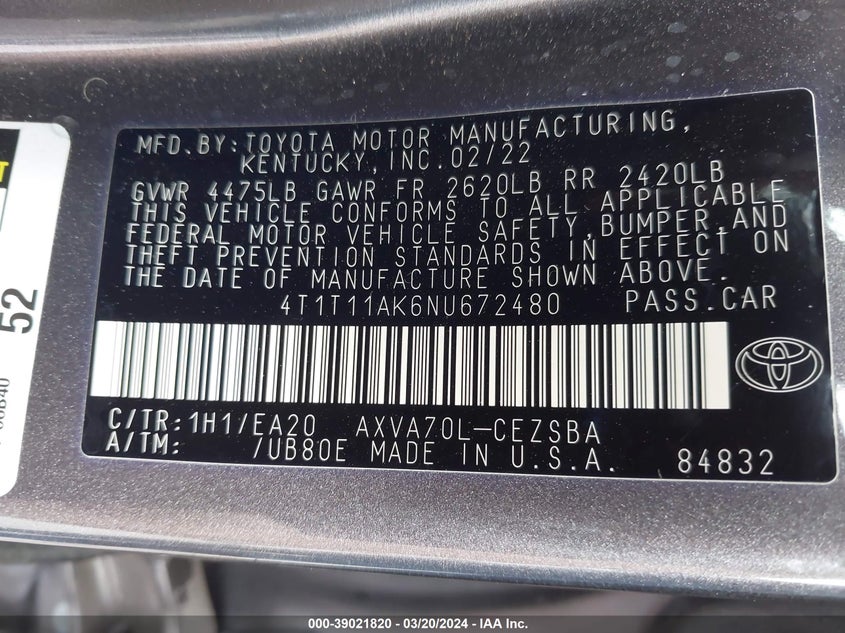 MFD. BY: TOYOTA MOTOR MANUFACTURING,
KENTUCKY, INC. 02/22
GVWR 4475LB GAWR FR 2620LB RR 2420LB
THIS VEHICLE CONFORMS TO ALL APPLICABLE
FEDERAL MOTOR VEHICLE SAFETY, BUMPER, AND
THEFT PREVENTION STANDARDS IN EFFECT ON
THE DATE OF MANUFACTURE SHOWN ABOVE.
4T1T11AK6NU672480 PASS. CAR
C/TR: 1H1/EA20 AXVA70L-CEZSBA
A/TM: /UB80E MADE IN U.S.A. 84832
52
000-39021820 — 03/20/2024 — IAA Inc.